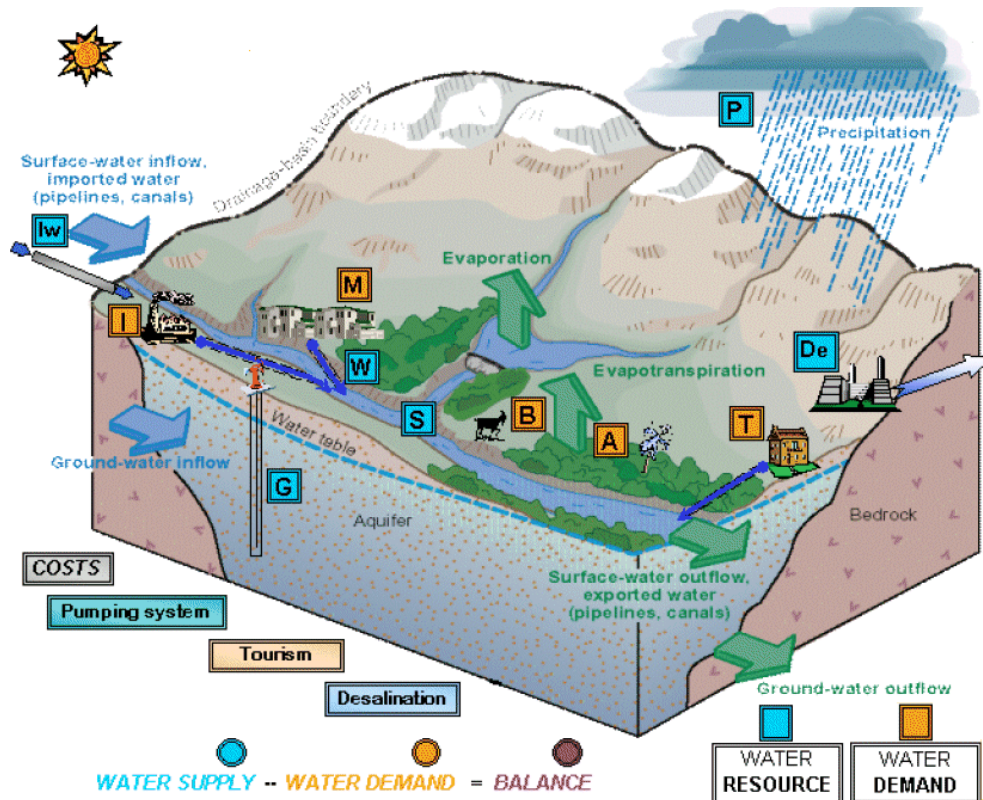 P
Precipitation
Drainage-basin boundary
Surface-water inflow,
imported water
(pipelines, canals)
Iw
Evaporation
M
I
W
De
Evapotranspiration
S
B
A
T
Water table
Ground-water inflow
G
Aquifer
Bedrock
COSTS
Surface-water outflow,
exported water
(pipelines, canals)
Pumping system
Tourism
Desalination
Ground-water outflow
WATER
RESOURCE
WATER
DEMAND
WATER SUPPLY -- WATER DEMAND = BALANCE